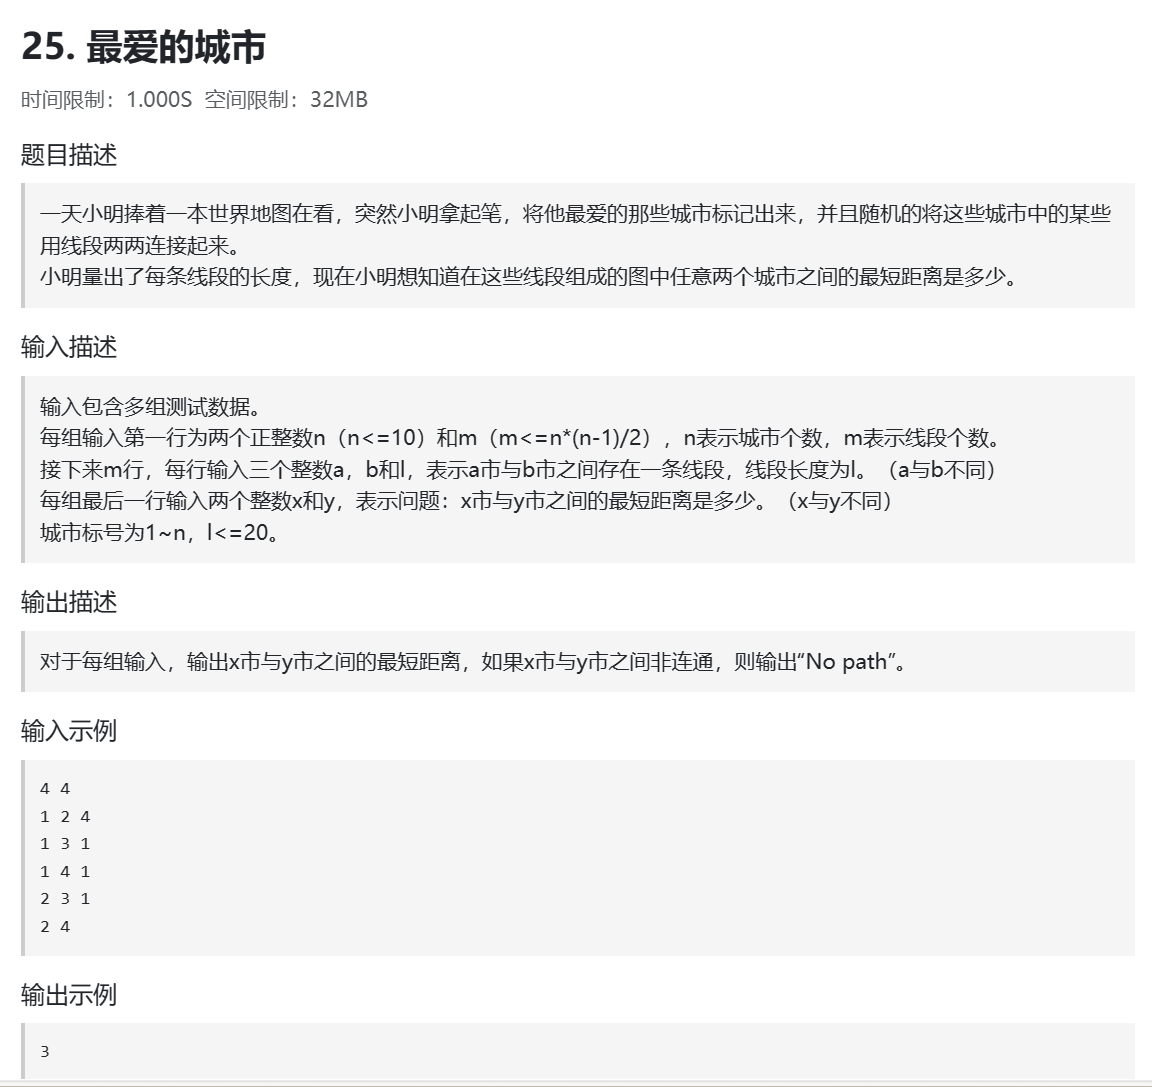 25. 最爱的城市
时间限制：1.000S 空间限制：32MB
题目描述
一天小明捧着一本世界地图在看，突然小明拿起笔，将他最爱的那些城市标记出来，并且随机的将这些城市中的某些
用线段两两连接起来。
小明量出了每条线段的长度，现在小明想知道在这些线段组成的图中任意两个城市之间的最短距离是多少。
输入描述
输入包含多组测试数据。
每组输入第一行为两个正整数n（n<=10）和m（m<=n*(n-1)/2），n表示城市个数，m表示线段个数。
接下来m行，每行输入三个整数a，b和l，表示a市与b市之间存在一条线段，线段长度为l。（a与b不同）
每组最后一行输入两个整数x和y，表示问题：x市与y市之间的最短距离是多少。（x与y不同）
城市标号为1~n，l<=20。
输出描述
对于每组输入，输出x市与y市之间的最短距离，如果x市与y市之间非连通，则输出“No path”。
输入示例
4 4
1 2 4
1 3 1
1 4 1
2 3 1
2 4
输出示例
3